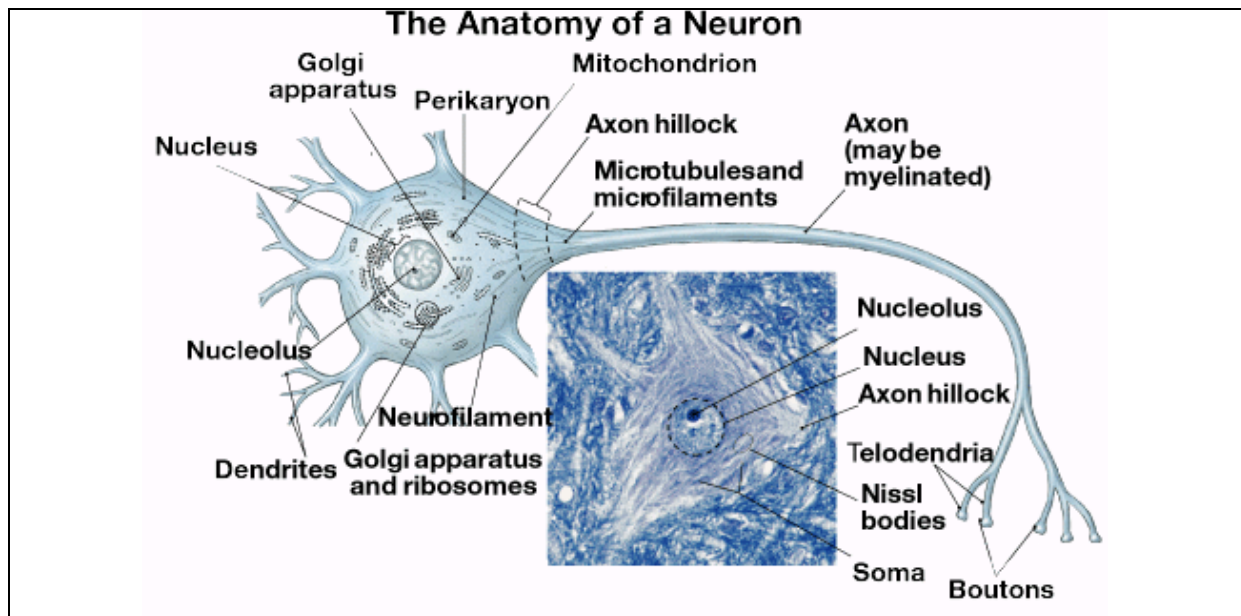 The Anatomy of a Neuron
Golgi
apparatus
Mitochondrion
Perikaryon
Axon hillock
Axon
(may be
myelinated)
Nucleus
Microtubulesand
microfilaments
Nucleolus
Neurofilament
Dendrites
Golgi apparatus
and ribosomes
Nucleolus
Nucleus
Axon hillock
Telodendria
Nissl
bodies
Soma
Boutons